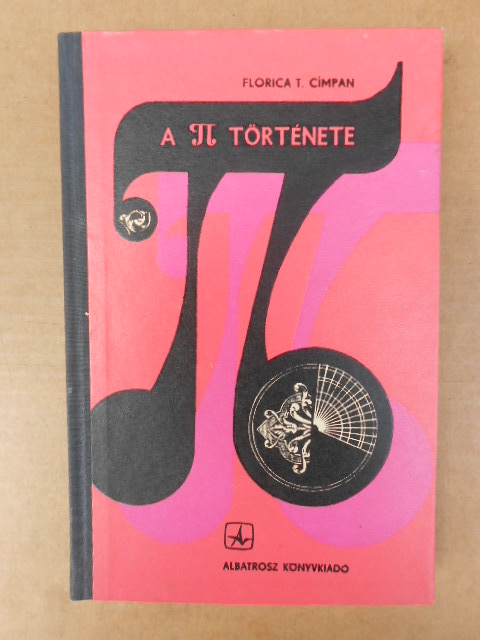 FLORICA T. CÎMPAN
A π TÖRTÉNETE
ALBATROSZ KÖNYVKIADÓ